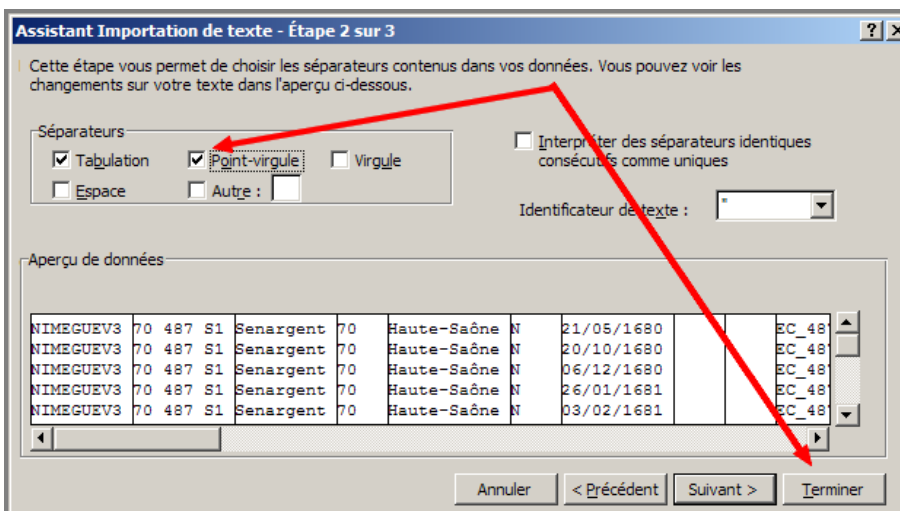 Assistant Importation de texte - Étape 2 sur 3
Cette étape vous permet de choisir les séparateurs contenus dans vos données. Vous pouvez voir les
changements sur votre texte dans l'aperçu ci-dessous.
Séparateurs
Tabulation Point-virgule Virgule
Espace Autre :
Interpréter des séparateurs identiques
consécutifs comme uniques
Identificateur de texte : "
Aperçu de données
NIMEGUEV3 70 487 S1 Senargent 70 Haute-Saône N 21/05/1680 EC_48
NIMEGUEV3 70 487 S1 Senargent 70 Haute-Saône N 20/10/1680 EC_48
NIMEGUEV3 70 487 S1 Senargent 70 Haute-Saône N 06/12/1680 EC_48
NIMEGUEV3 70 487 S1 Senargent 70 Haute-Saône N 26/01/1681 EC_48
NIMEGUEV3 70 487 S1 Senargent 70 Haute-Saône N 03/02/1681 EC_48
Annuler < Précédent Suivant > Terminer